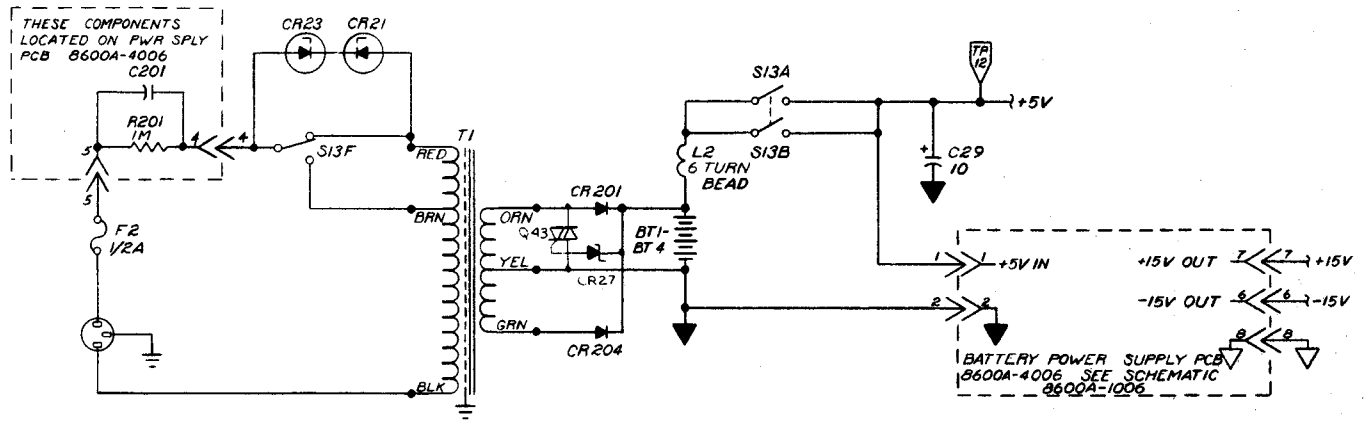 THESE COMPONENTS
LOCATED ON PWR SPLY
PCB 8600A-4006
C201
R201
1M
5
5
4
4
F2
1/2A
CR23
CR21
S13F
T1
RED
BRN
BLK
ORN
YEL
GRN
Q43
CR27
CR201
CR204
BT1-
BT4
L2
6 TURN
BEAD
S13A
S13B
TP
12
+5V
+
C29
10
1
1
+5V IN
2
2
+15V OUT
7
7
+15V
-15V OUT
6
6
-15V
8
8
BATTERY POWER SUPPLY PCB
8600A-4006 SEE SCHEMATIC
8600A-1006